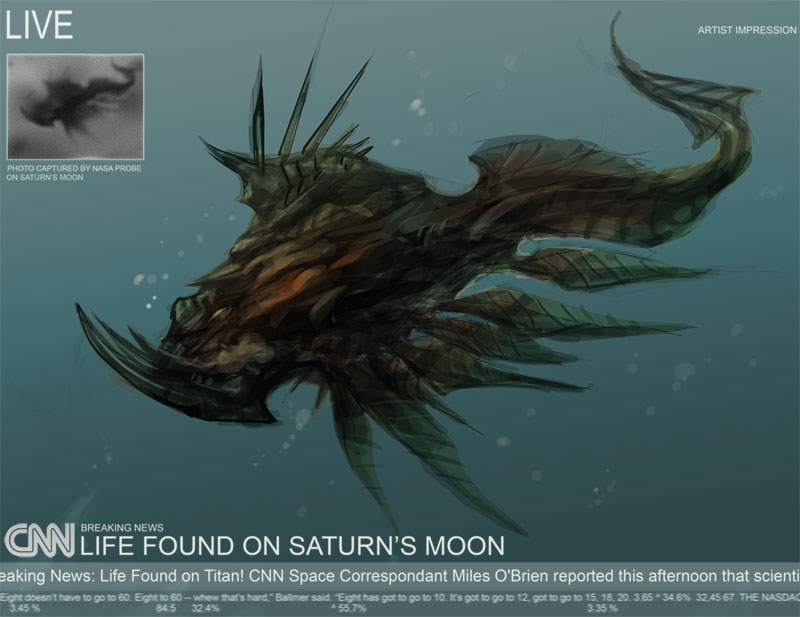 LIVE
ARTIST IMPRESSION
PHOTO CAPTURED BY NASA PROBE
ON SATURN'S MOON
CNN
BREAKING NEWS
LIFE FOUND ON SATURN'S MOON
eaking News: Life Found on Titan! CNN Space Correspondant Miles O'Brien reported this afternoon that scienti
Eight doesn't have to go to 60. Eight to 60 -- whew that's hard," Ballmer said. "Eight has got to go to 10. It's got to go to 12, got to go to 15, 18, 20. 3.65 ^ 34.6% 32,45 67 THE NASDAC
3.45 % 84.5 32.4% ^ 55.7% 3.35 %